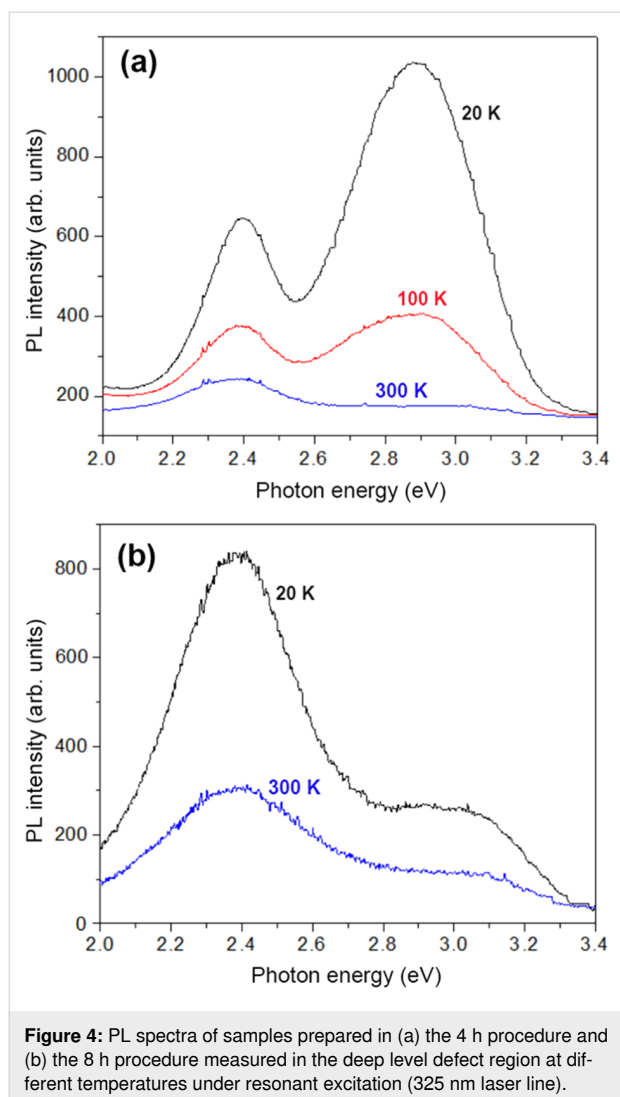 (a)
1000
20 K
800
PL intensity (arb. units)
600
100 K
400
300 K
200
2.0 2.2 2.4 2.6 2.8 3.0 3.2 3.4
Photon energy (eV)
(b)
800
20 K
600
PL intensity (arb. units)
400
300 K
200
0
2.0 2.2 2.4 2.6 2.8 3.0 3.2 3.4
Photon energy (eV)
Figure 4: PL spectra of samples prepared in (a) the 4 h procedure and
(b) the 8 h procedure measured in the deep level defect region at dif-
ferent temperatures under resonant excitation (325 nm laser line).